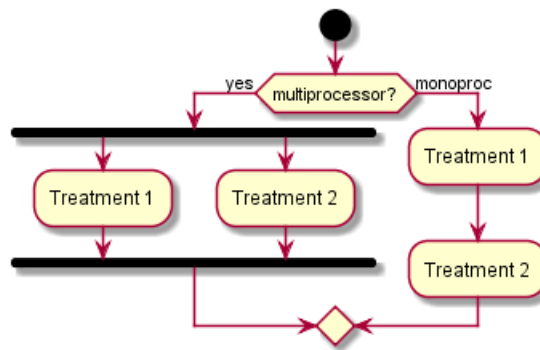 yes
multiprocessor?
monoproc
Treatment 1
Treatment 2
Treatment 1
Treatment 2